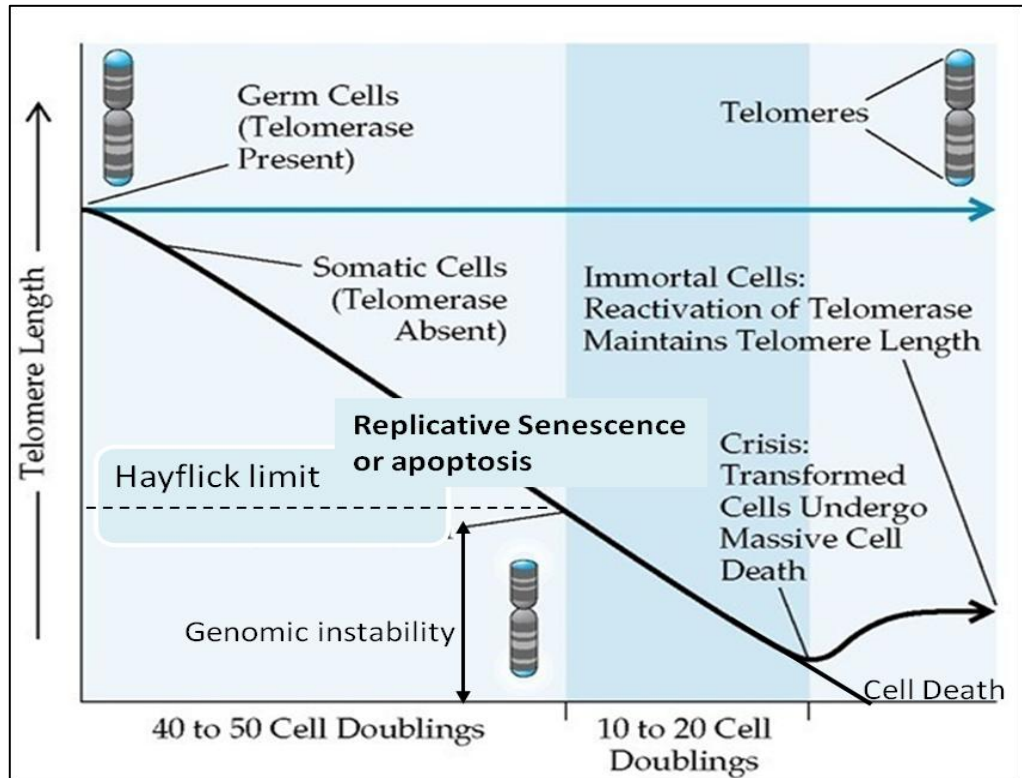 Germ Cells
(Telomerase
Present)
Telomeres
Telomere Length
Somatic Cells
(Telomerase
Absent)
Immortal Cells:
Reactivation of Telomerase
Maintains Telomere Length
Replicative Senescence
or apoptosis
Hayflick limit
Crisis:
Transformed
Cells Undergo
Massive Cell
Death
Genomic instability
Cell Death
40 to 50 Cell Doublings
10 to 20 Cell
Doublings